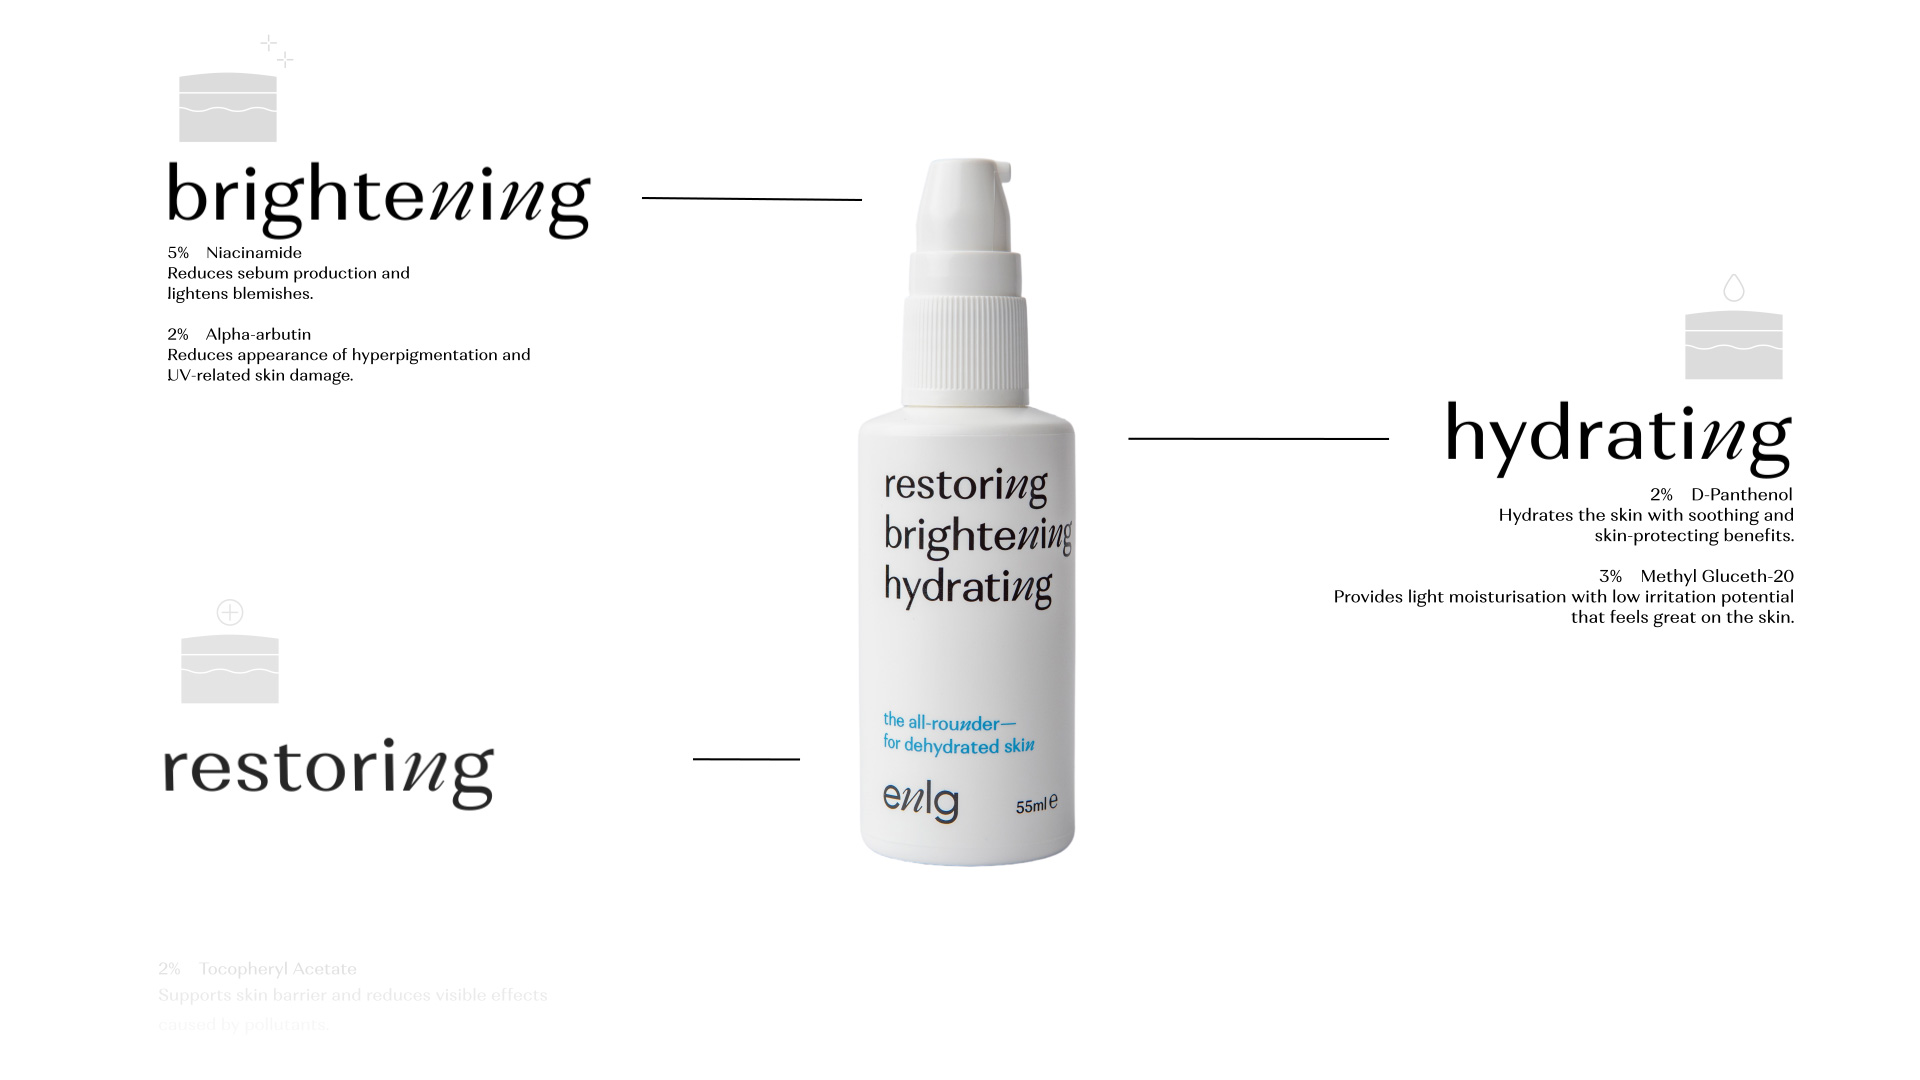 brightening
5% Niacinamide
Reduces sebum production and
lightens blemishes.
2% Alpha-arbutin
Reduces appearance of hyperpigmentation and
UV-related skin damage.
hydrating
2% D-Panthenol
Hydrates the skin with soothing and
skin-protecting benefits.
3% Methyl Gluceth-20
Provides light moisturisation with low irritation potential
that feels great on the skin.
restoring
brightening
hydrating
the all-rounder—
for dehydrated skin
enlg
55ml ℮
restoring
2% Tocopheryl Acetate
Supports skin barrier and reduces visible effects
caused by pollutants.